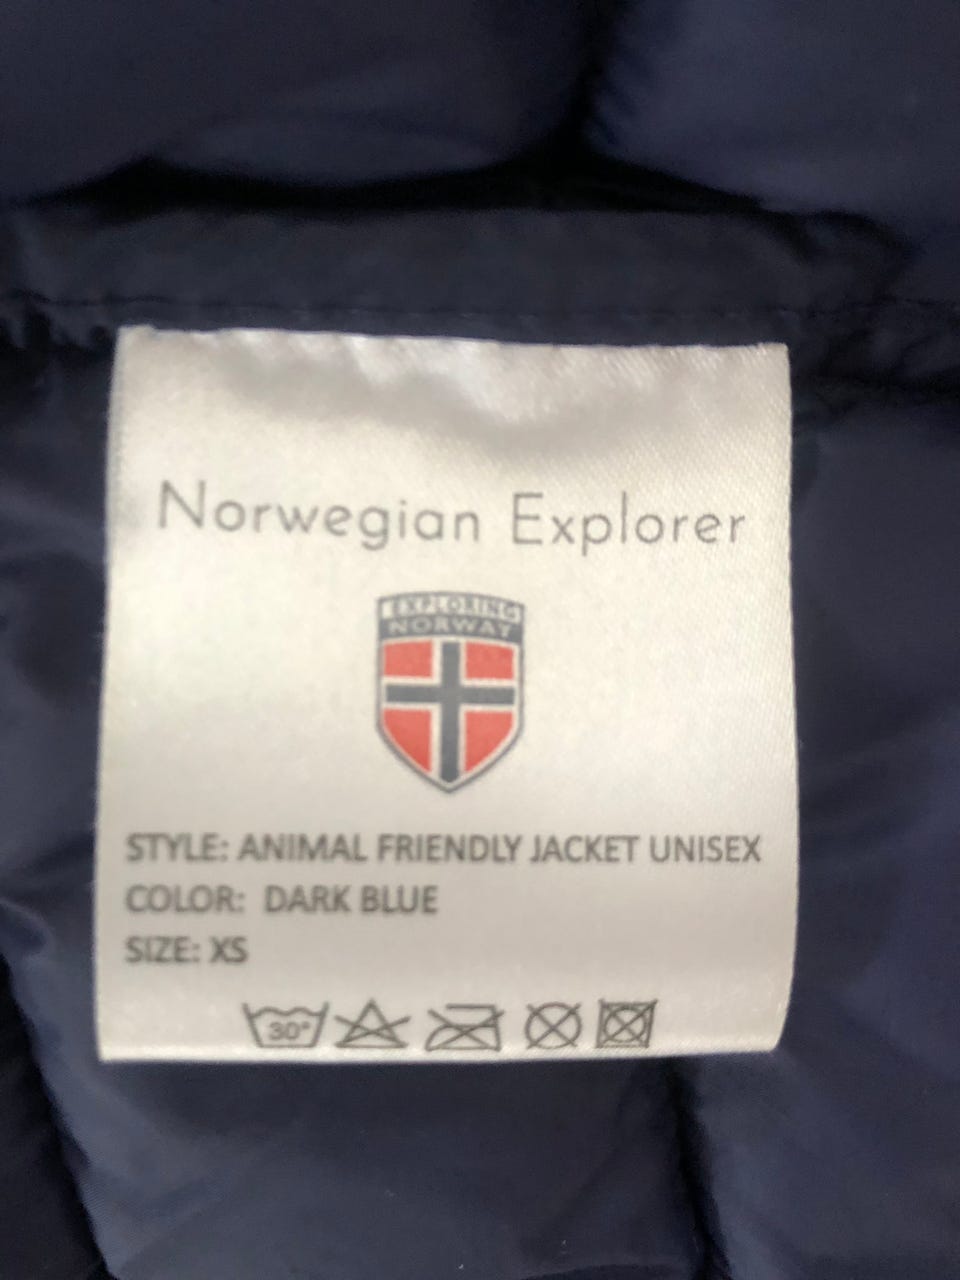 Norwegian Explorer
EXPLORING
NORWAY
STYLE: ANIMAL FRIENDLY JACKET UNISEX
COLOR: DARK BLUE
SIZE: XS
30°